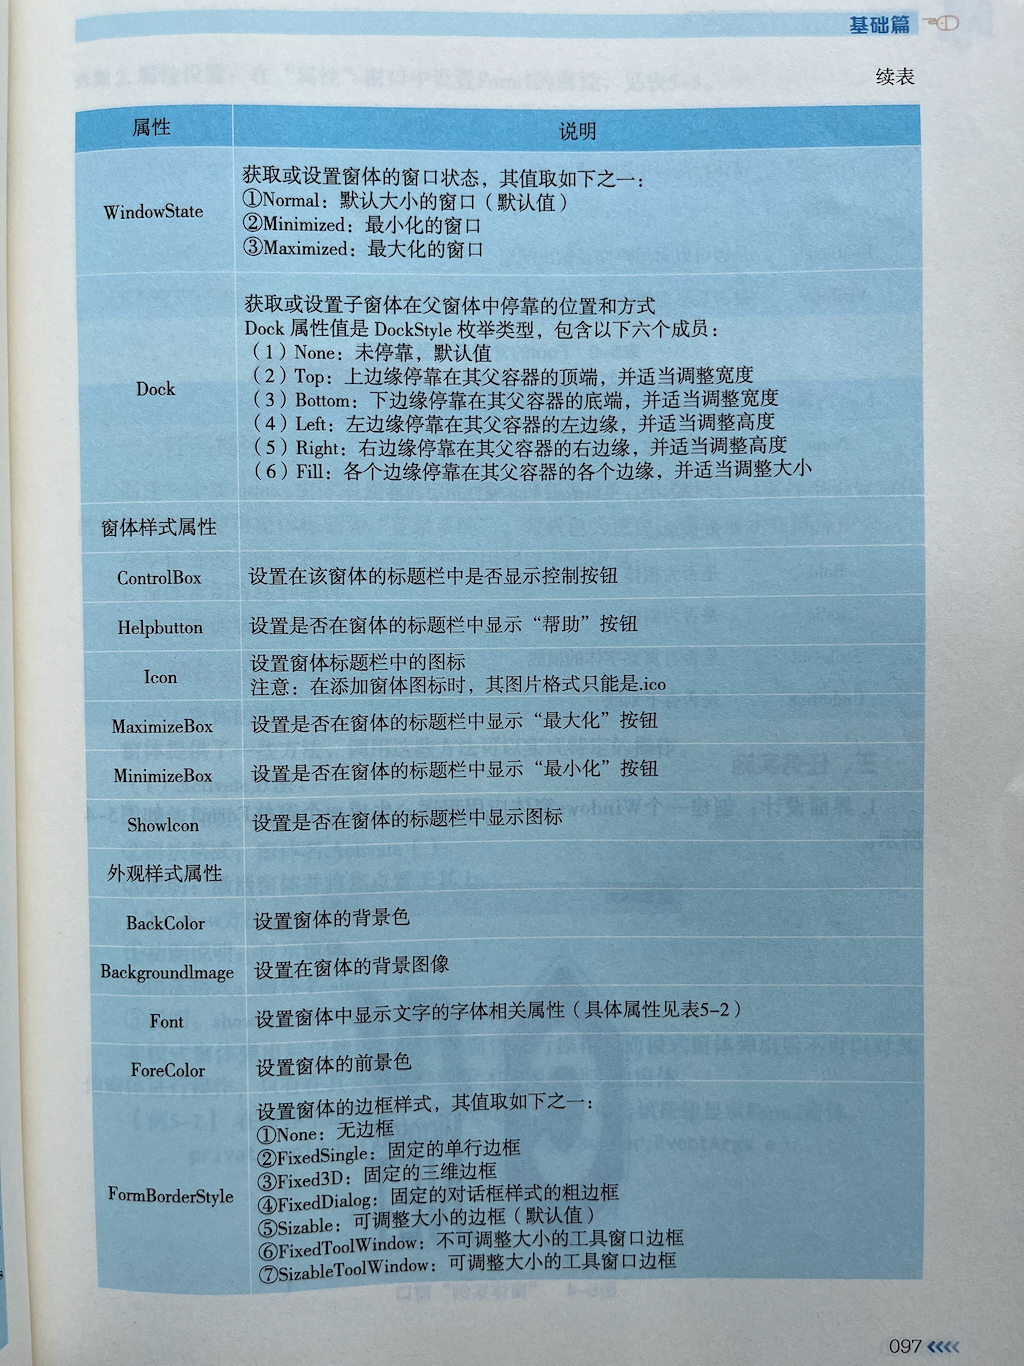 基础篇
续表
属性
说明
WindowState
获取或设置窗体的窗口状态，其值取如下之一：
①Normal：默认大小的窗口（默认值）
②Minimized：最小化的窗口
③Maximized：最大化的窗口
Dock
获取或设置子窗体在父窗体中停靠的位置和方式
Dock 属性值是 DockStyle 枚举类型，包含以下六个成员：
（1）None：未停靠，默认值
（2）Top：上边缘停靠在其父容器的顶端，并适当调整宽度
（3）Bottom：下边缘停靠在其父容器的底端，并适当调整宽度
（4）Left：左边缘停靠在其父容器的左边缘，并适当调整高度
（5）Right：右边缘停靠在其父容器的右边缘，并适当调整高度
（6）Fill：各个边缘停靠在其父容器的各个边缘，并适当调整大小
窗体样式属性
ControlBox
设置在该窗体的标题栏中是否显示控制按钮
Helpbutton
设置是否在窗体的标题栏中显示“帮助”按钮
Icon
设置窗体标题栏中的图标
注意：在添加窗体图标时，其图片格式只能是.ico
MaximizeBox
设置是否在窗体的标题栏中显示“最大化”按钮
MinimizeBox
设置是否在窗体的标题栏中显示“最小化”按钮
ShowIcon
设置是否在窗体的标题栏中显示图标
外观样式属性
BackColor
设置窗体的背景色
BackgroundImage
设置在窗体的背景图像
Font
设置窗体中显示文字的字体相关属性（具体属性见表5-2）
ForeColor
设置窗体的前景色
FormBorderStyle
设置窗体的边框样式，其值取如下之一：
①None：无边框
②FixedSingle：固定的单行边框
③Fixed3D：固定的三维边框
④FixedDialog：固定的对话框样式的粗边框
⑤Sizable：可调整大小的边框（默认值）
⑥FixedToolWindow：不可调整大小的工具窗口边框
⑦SizableToolWindow：可调整大小的工具窗口边框
097